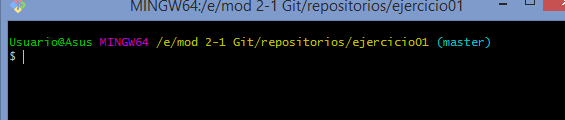 MINGW64:/e/mod 2-1 Git/repositorios/ejercicio01
Usuario@Asus MINGW64 /e/mod 2-1 Git/repositorios/ejercicio01 (master)
$